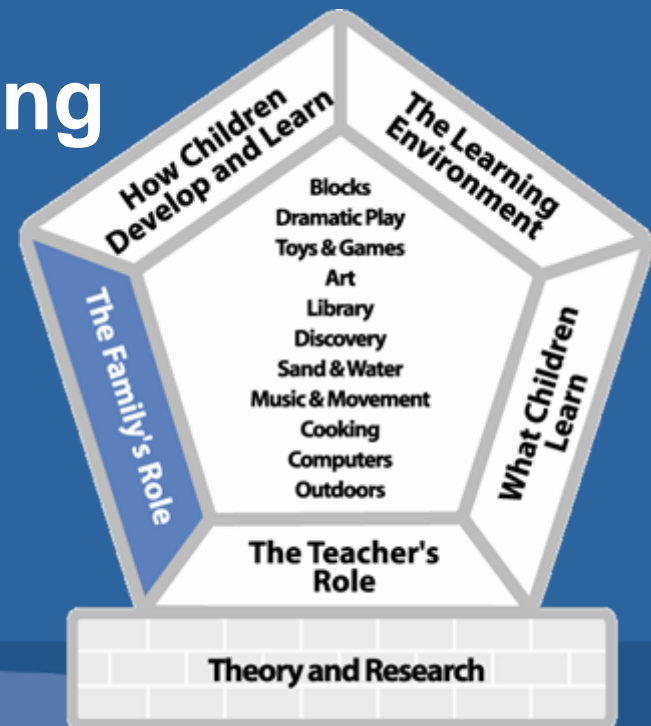 ng
How Children
Develop and Learn
The Learning
Environment
Blocks
Dramatic Play
Toys & Games
Art
Library
Discovery
Sand & Water
Music & Movement
Cooking
Computers
Outdoors
The Family's Role
What Children
Learn
The Teacher's
Role
Theory and Research